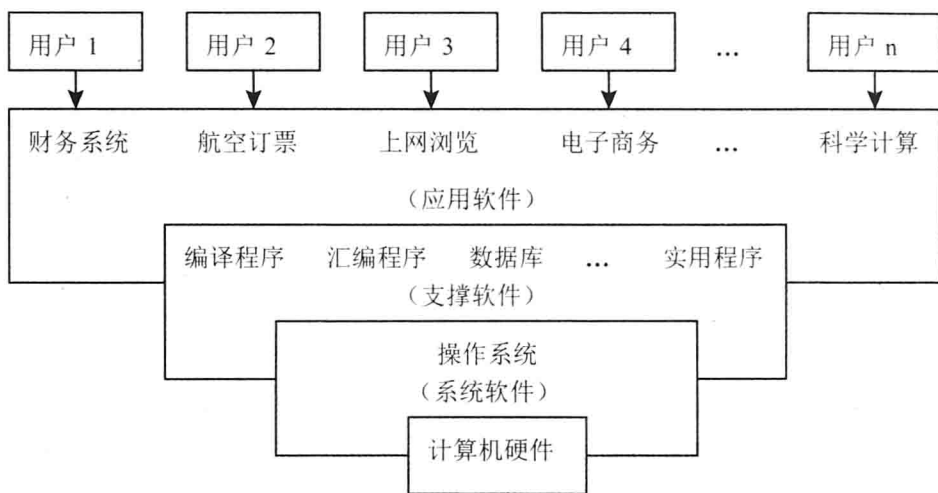 用户 1 用户 2 用户 3 用户 4 … 用户 n
财务系统 航空订票 上网浏览 电子商务 … 科学计算
（应用软件）
编译程序 汇编程序 数据库 … 实用程序
（支撑软件）
操作系统
（系统软件）
计算机硬件